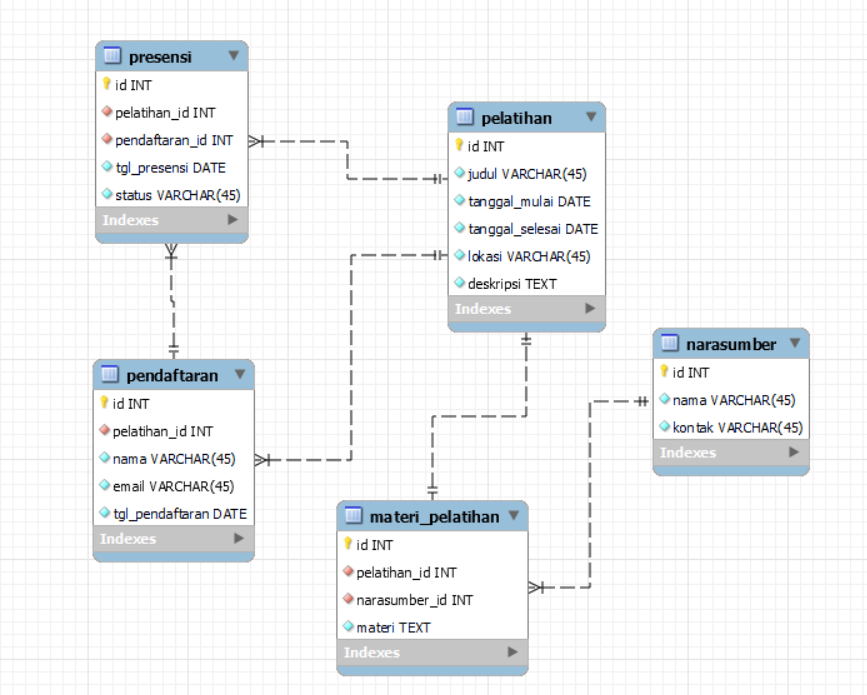 presensi
id INT
pelatihan_id INT
pendaftaran_id INT
tgl_presensi DATE
status VARCHAR(45)
Indexes
pelatihan
id INT
judul VARCHAR(45)
tanggal_mulai DATE
tanggal_selesai DATE
lokasi VARCHAR(45)
deskripsi TEXT
Indexes
narasumber
id INT
nama VARCHAR(45)
kontak VARCHAR(45)
Indexes
pendaftaran
id INT
pelatihan_id INT
nama VARCHAR(45)
email VARCHAR(45)
tgl_pendaftaran DATE
Indexes
materi_pelatihan
id INT
pelatihan_id INT
narasumber_id INT
materi TEXT
Indexes